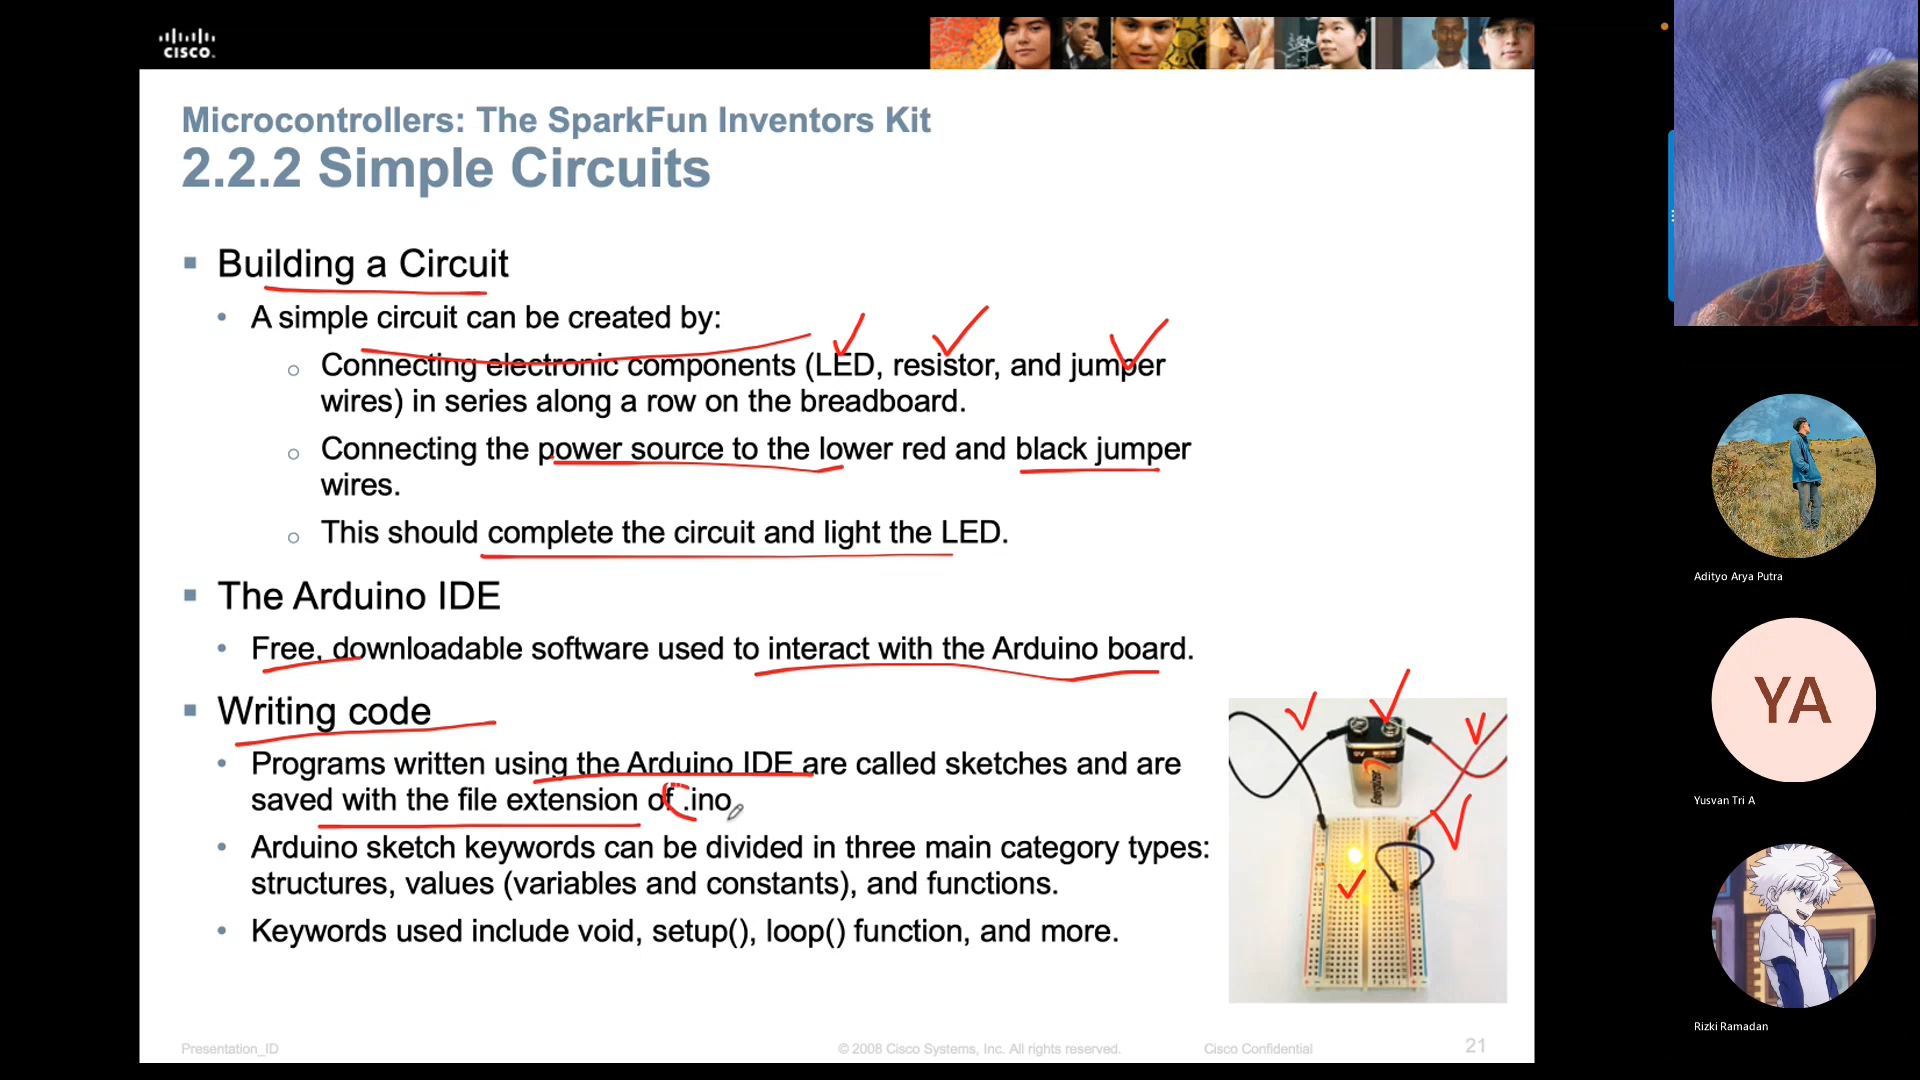 CISCO
Microcontrollers: The SparkFun Inventors Kit
2.2.2 Simple Circuits
Building a Circuit
A simple circuit can be created by:
Connecting electronic components (LED, resistor, and jumper
wires) in series along a row on the breadboard.
Connecting the power source to the lower red and black jumper
wires.
This should complete the circuit and light the LED.
The Arduino IDE
Free, downloadable software used to interact with the Arduino board.
Writing code
Programs written using the Arduino IDE are called sketches and are
saved with the file extension of .ino
Arduino sketch keywords can be divided in three main category types:
structures, values (variables and constants), and functions.
Keywords used include void, setup(), loop() function, and more.
Energizer
Presentation_ID
© 2008 Cisco Systems, Inc. All rights reserved.
Cisco Confidential
21
Adityo Arya Putra
YA
Yusvan Tri A
Rizki Ramadan